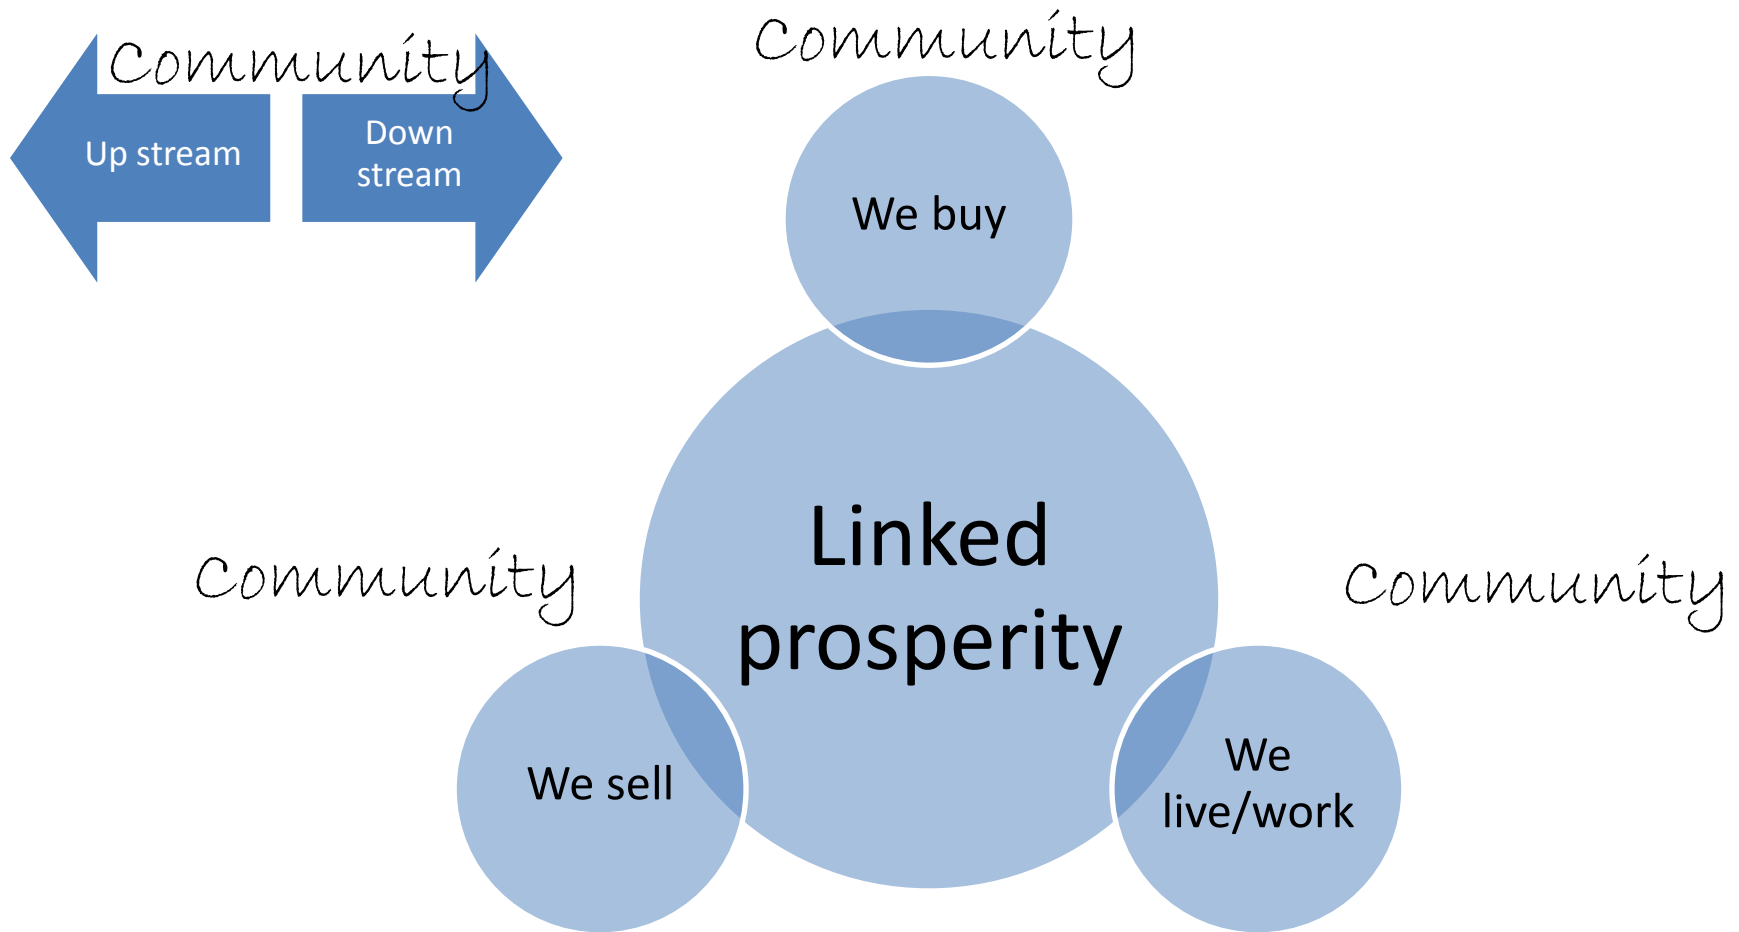 Community
Up stream
Down
stream
Community
We buy
Linked
prosperity
Community
We sell
Community
We
live/work